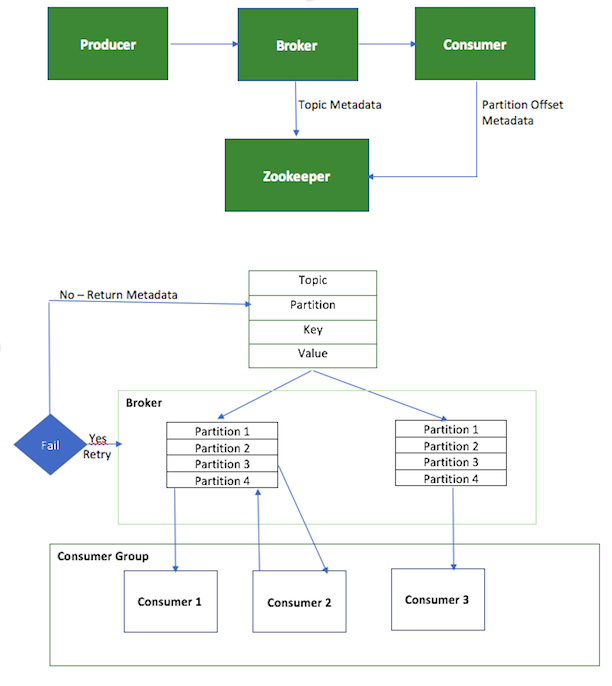 Producer
Broker
Consumer
Topic Metadata
Partition Offset
Metadata
Zookeeper
No – Return Metadata
Topic
Partition
Key
Value
Broker
Fail
Yes
Retry
Partition 1
Partition 2
Partition 3
Partition 4
Partition 1
Partition 2
Partition 3
Partition 4
Consumer Group
Consumer 1
Consumer 2
Consumer 3